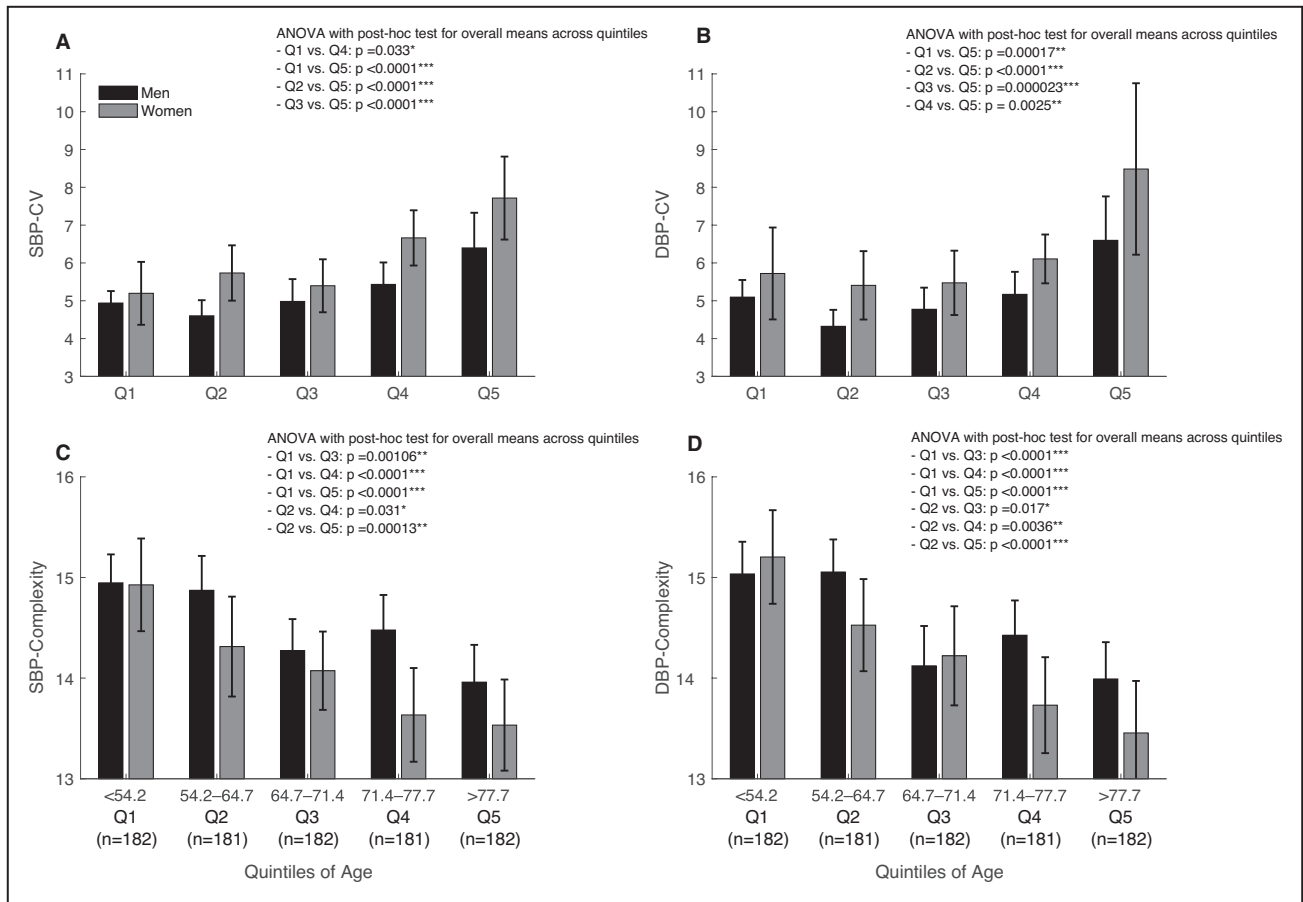 A
ANOVA with post-hoc test for overall means across quintiles
- Q1 vs. Q4: p =0.033*
- Q1 vs. Q5: p <0.0001***
- Q2 vs. Q5: p <0.0001***
- Q3 vs. Q5: p <0.0001***
Men
Women
11
10
9
8
7
6
5
4
3
SBP-CV
Q1 Q2 Q3 Q4 Q5
B
ANOVA with post-hoc test for overall means across quintiles
- Q1 vs. Q5: p =0.00017**
- Q2 vs. Q5: p <0.0001***
- Q3 vs. Q5: p =0.000023***
- Q4 vs. Q5: p = 0.0025**
11
10
9
8
7
6
5
4
3
DBP-CV
Q1 Q2 Q3 Q4 Q5
C
ANOVA with post-hoc test for overall means across quintiles
- Q1 vs. Q3: p =0.00106**
- Q1 vs. Q4: p <0.0001***
- Q1 vs. Q5: p <0.0001***
- Q2 vs. Q4: p =0.031*
- Q2 vs. Q5: p =0.00013**
16
15
14
13
SBP-Complexity
<54.2 54.2–64.7 64.7–71.4 71.4–77.7 >77.7
Q1 Q2 Q3 Q4 Q5
(n=182) (n=181) (n=182) (n=181) (n=182)
Quintiles of Age
D
ANOVA with post-hoc test for overall means across quintiles
- Q1 vs. Q3: p <0.0001***
- Q1 vs. Q4: p <0.0001***
- Q1 vs. Q5: p <0.0001***
- Q2 vs. Q3: p =0.017*
- Q2 vs. Q4: p =0.0036**
- Q2 vs. Q5: p <0.0001***
16
15
14
13
DBP-Complexity
<54.2 54.2–64.7 64.7–71.4 71.4–77.7 >77.7
Q1 Q2 Q3 Q4 Q5
(n=182) (n=181) (n=182) (n=181) (n=182)
Quintiles of Age